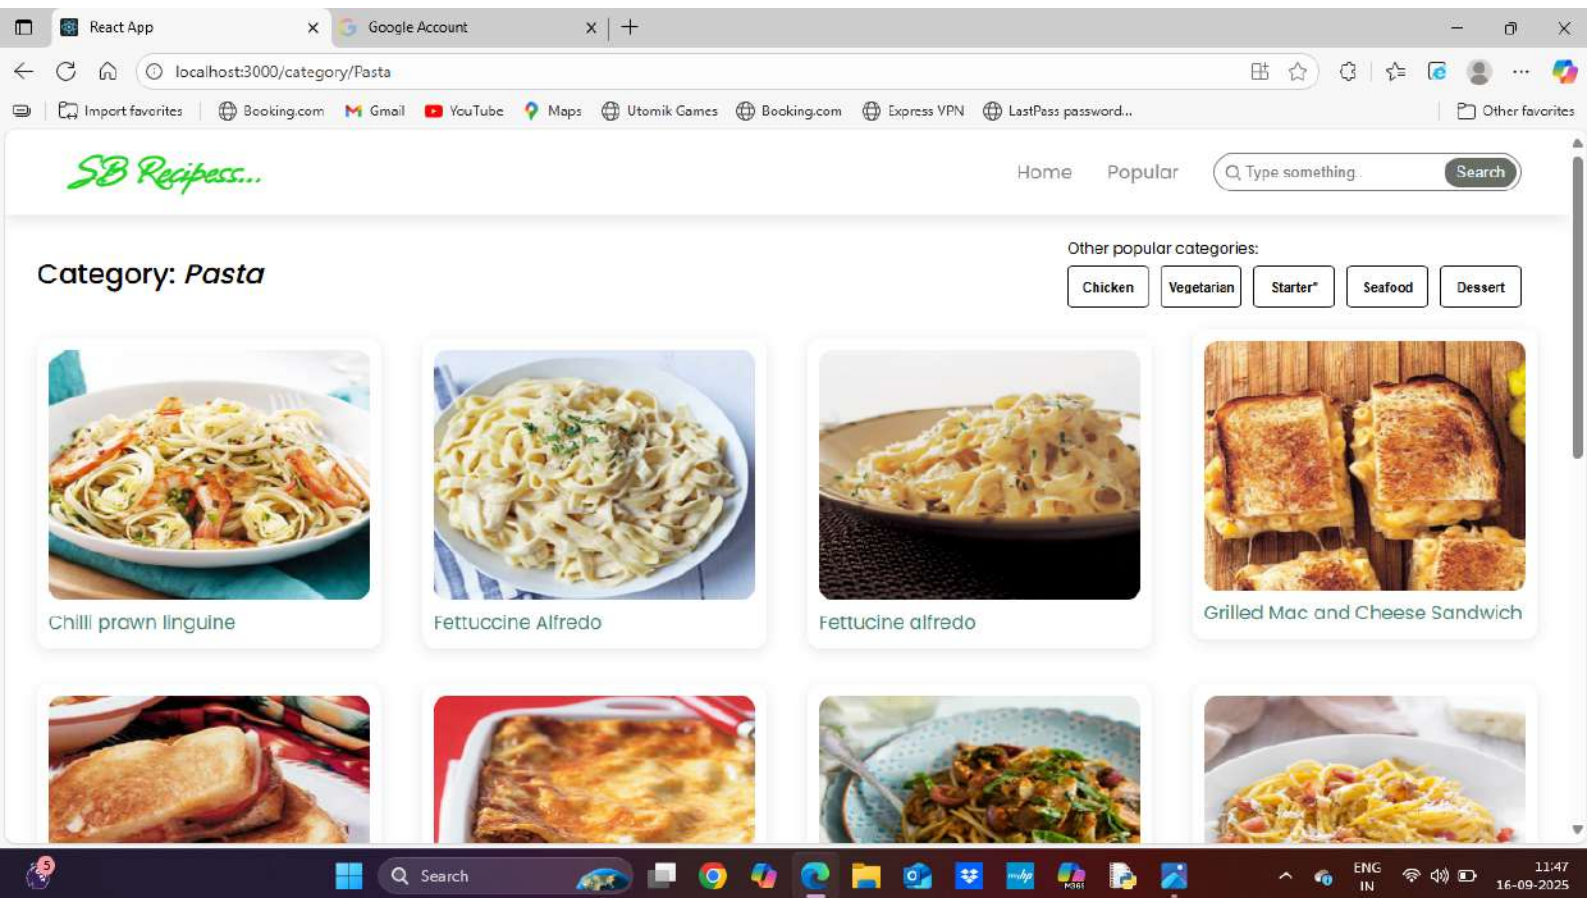 React App
Google Account
localhost:3000/category/Pasta
Import favorites
Booking.com
Gmail
YouTube
Maps
Utomik Games
Booking.com
Express VPN
LastPass password...
Other favorites
SB Recipess...
Home
Popular
Type something..
Search
Category: Pasta
Other popular categories:
Chicken
Vegetarian
Starter"
Seafood
Dessert
Chilli prawn linguine
Fettuccine Alfredo
Fettucine alfredo
Grilled Mac and Cheese Sandwich
5
Search
myhp
M365
ENG
IN
11:47
16-09-2025